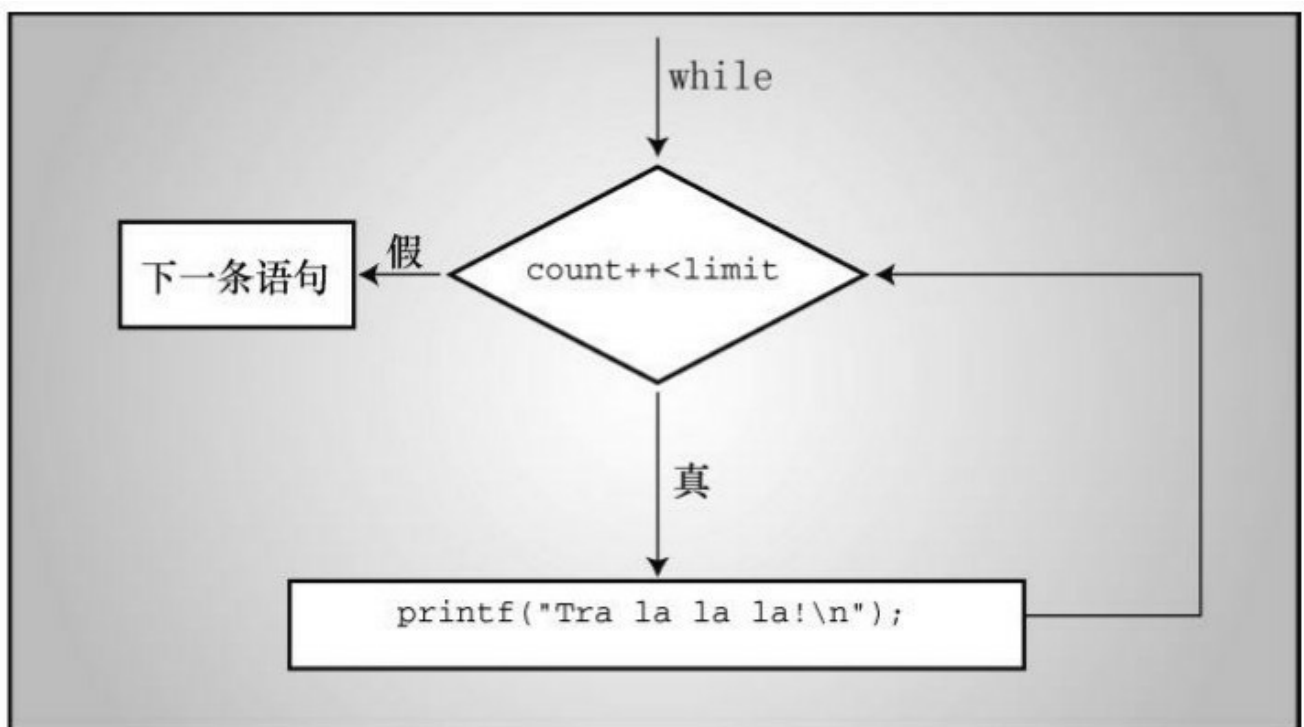 while
count++<limit
假
下一条语句
真
printf("Tra la la la!\n");